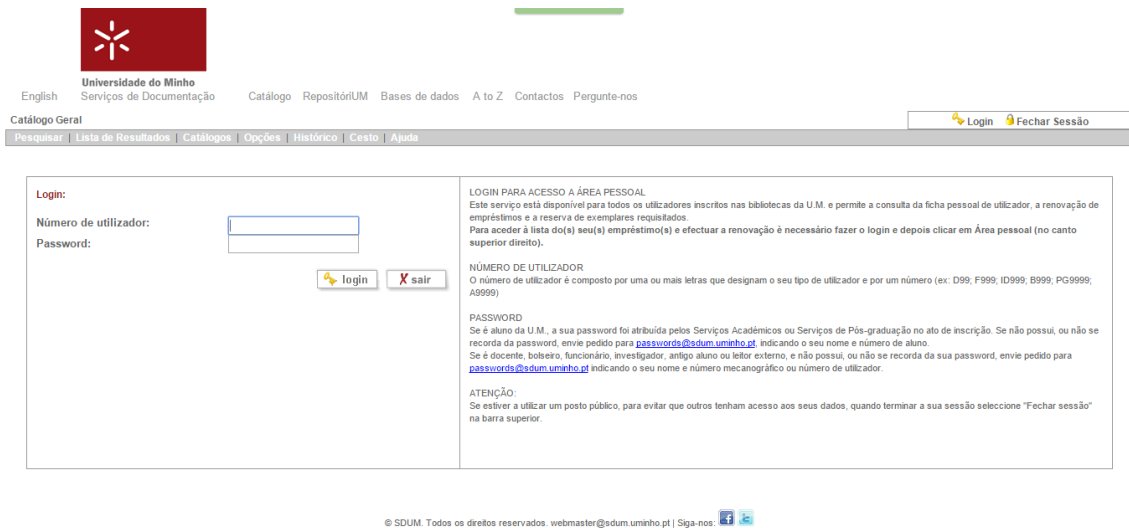 Universidade do Minho
English Serviços de Documentação Catálogo RepositóriUM Bases de dados A to Z Contactos Pergunte-nos
Catálogo Geral
Login Fechar Sessão
Pesquisar | Lista de Resultados | Catálogos | Opções | Histórico | Cesto | Ajuda
Login:
Número de utilizador:
Password:
login X sair
LOGIN PARA ACESSO A ÁREA PESSOAL
Este serviço está disponível para todos os utilizadores inscritos nas bibliotecas da U.M. e permite a consulta da ficha pessoal de utilizador, a renovação de
empréstimos e a reserva de exemplares requisitados.
Para aceder à lista do(s) seu(s) empréstimo(s) e efectuar a renovação è necessário fazer o login e depois clicar em Área pessoal (no canto
superior direito).
NÚMERO DE UTILIZADOR
O número de utilizador é composto por uma ou mais letras que designam o seu tipo de utilizador e por um número (ex: D99; F999; ID999; B999; PG9999;
A9999)
PASSWORD
Se é aluno da U.M., a sua password foi atribuída pelos Serviços Académicos ou Serviços de Pós-graduação no ato de inscrição. Se não possui, ou não se
recorda da password, envie pedido para passwords@sdum.uminho.pt, indicando o seu nome e número de aluno.
Se é docente, bolseiro, funcionário, investigador, antigo aluno ou leitor externo, e não possui, ou não se recorda da sua password, envie pedido para
passwords@sdum.uminho.pt indicando o seu nome e número mecanográfico ou número de utilizador.
ATENÇÃO:
Se estiver a utilizar um posto público, para evitar que outros tenham acesso aos seus dados, quando terminar a sua sessão seleccione "Fechar sessão"
na barra superior.
© SDUM. Todos os direitos reservados. webmaster@sdum.uminho.pt | Siga-nos: